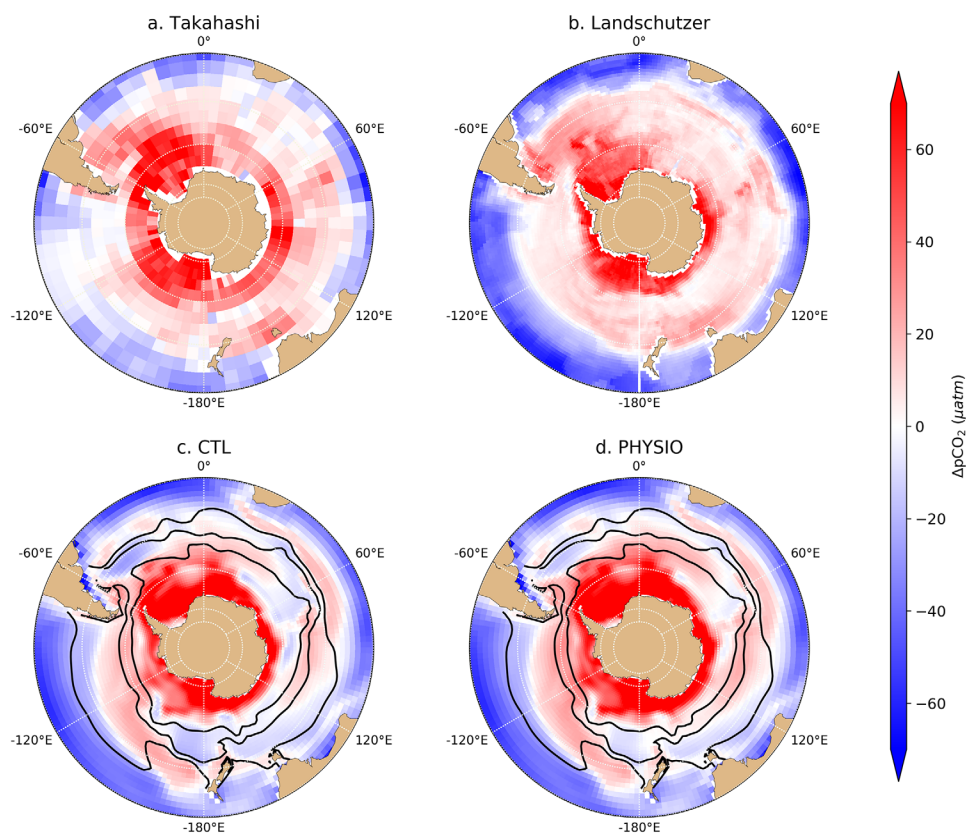 a. Takahashi
0°
-60°E
60°E
-120°E
120°E
-180°E
b. Landschutzer
0°
-60°E
60°E
-120°E
120°E
-180°E
c. CTL
0°
-60°E
60°E
-120°E
120°E
-180°E
d. PHYSIO
0°
-60°E
60°E
-120°E
120°E
-180°E
60
40
20
0
−20
−40
−60
ΔpCO₂ (μatm)